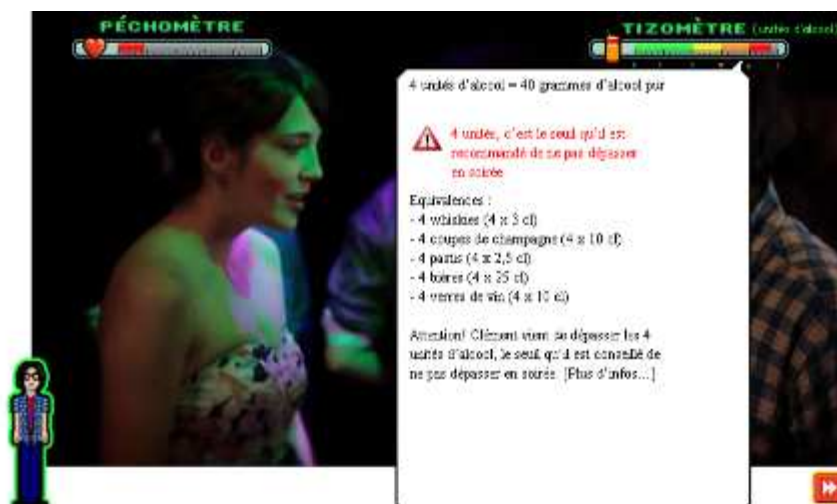 PÉCHOMÈTRE
TIZOMÈTRE (unités d'alcool)
4 unités d'alcool = 40 grammes d'alcool pur
4 unités, c'est le seuil qu'il est
recommandé de ne pas dépasser
en soirée
Equivalences :
- 4 whiskies (4 x 3 cl)
- 4 coupes de champagne (4 x 10 cl)
- 4 pastis (4 x 2,5 cl)
- 4 bières (4 x 25 cl)
- 4 verres de vin (4 x 10 cl)
Attention! Clément vient de dépasser les 4
unités d'alcool, le seuil qu'il est conseillé de
ne pas dépasser en soirée. [Plus d'infos...]